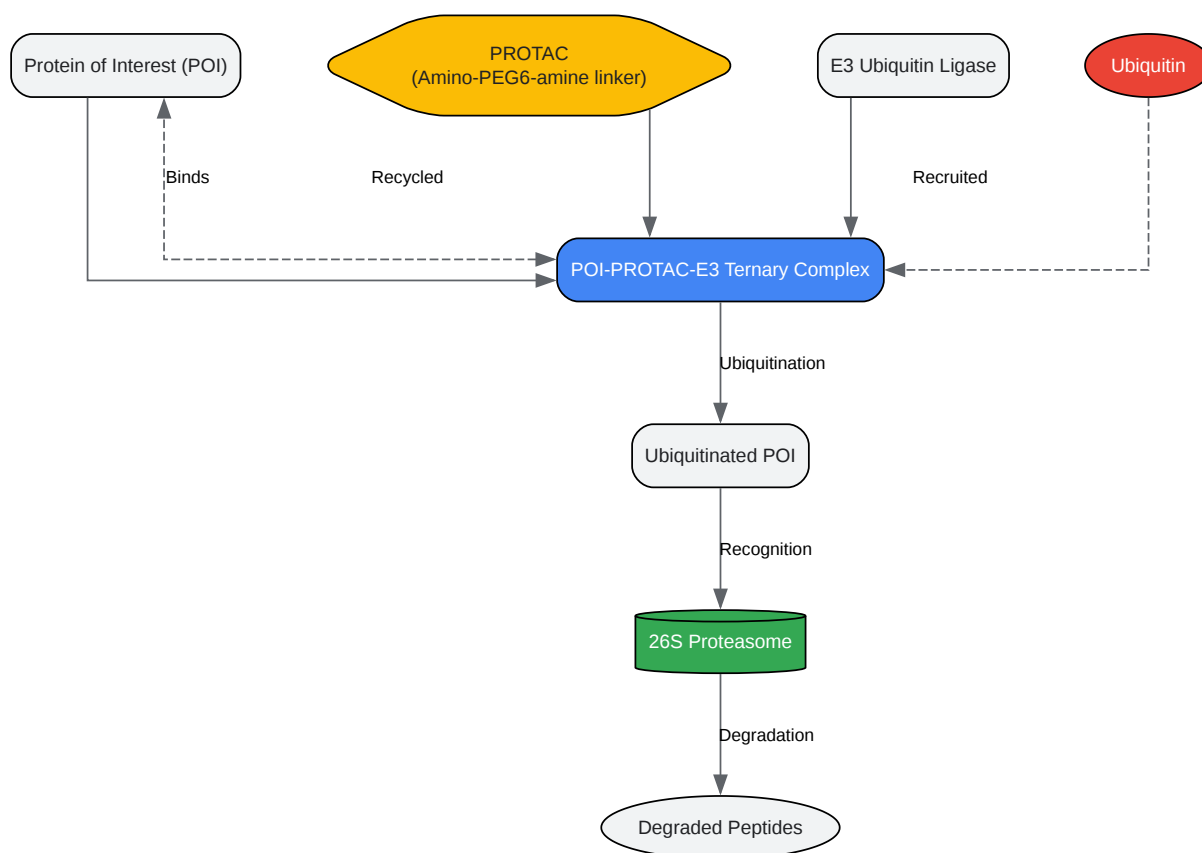 Protein of Interest (POI)
PROTAC
(Amino-PEG6-amine linker)
E3 Ubiquitin Ligase
Ubiquitin
Binds
Recycled
Recruited
POI-PROTAC-E3 Ternary Complex
Ubiquitination
Ubiquitinated POI
Recognition
26S Proteasome
Degradation
Degraded Peptides